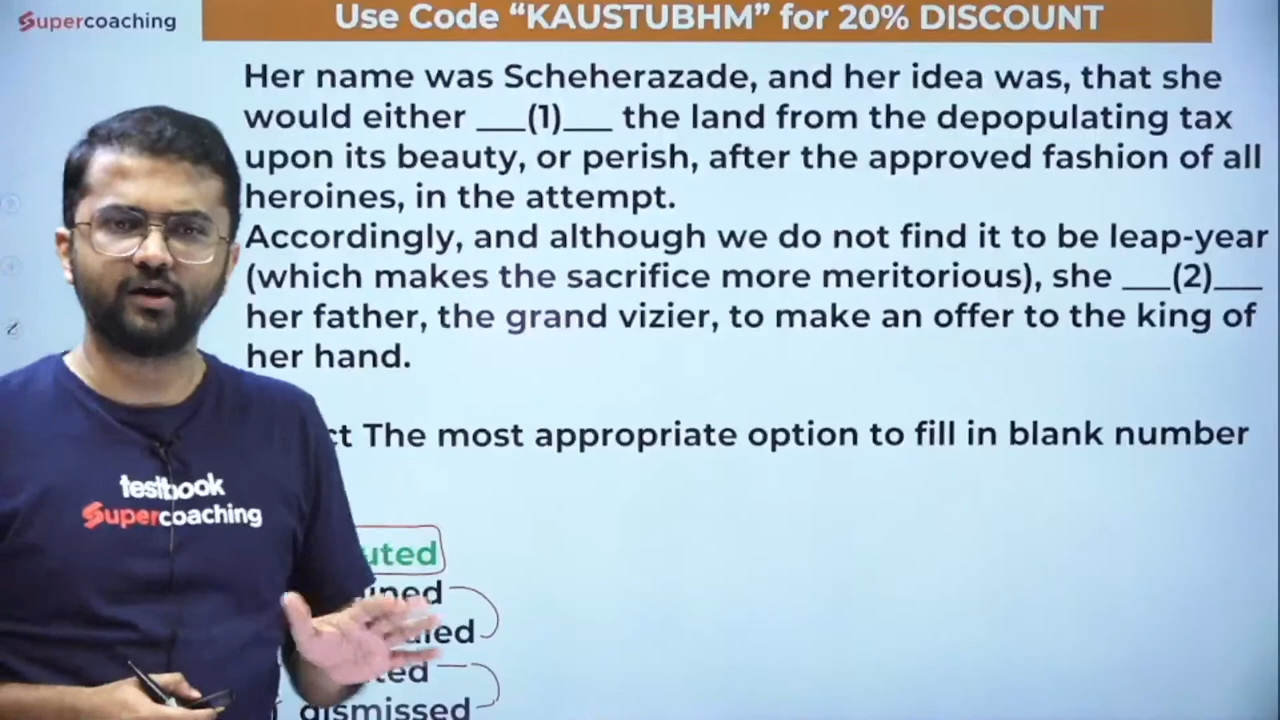 Supercoaching
Use Code “KAUSTUBHM” for 20% DISCOUNT
Her name was Scheherazade, and her idea was, that she
would either ___(1)___ the land from the depopulating tax
upon its beauty, or perish, after the approved fashion of all
heroines, in the attempt.
Accordingly, and although we do not find it to be leap-year
(which makes the sacrifice more meritorious), she ___(2)___
her father, the grand vizier, to make an offer to the king of
her hand.
The most appropriate option to fill in blank number
testbook
Supercoaching
dismissed